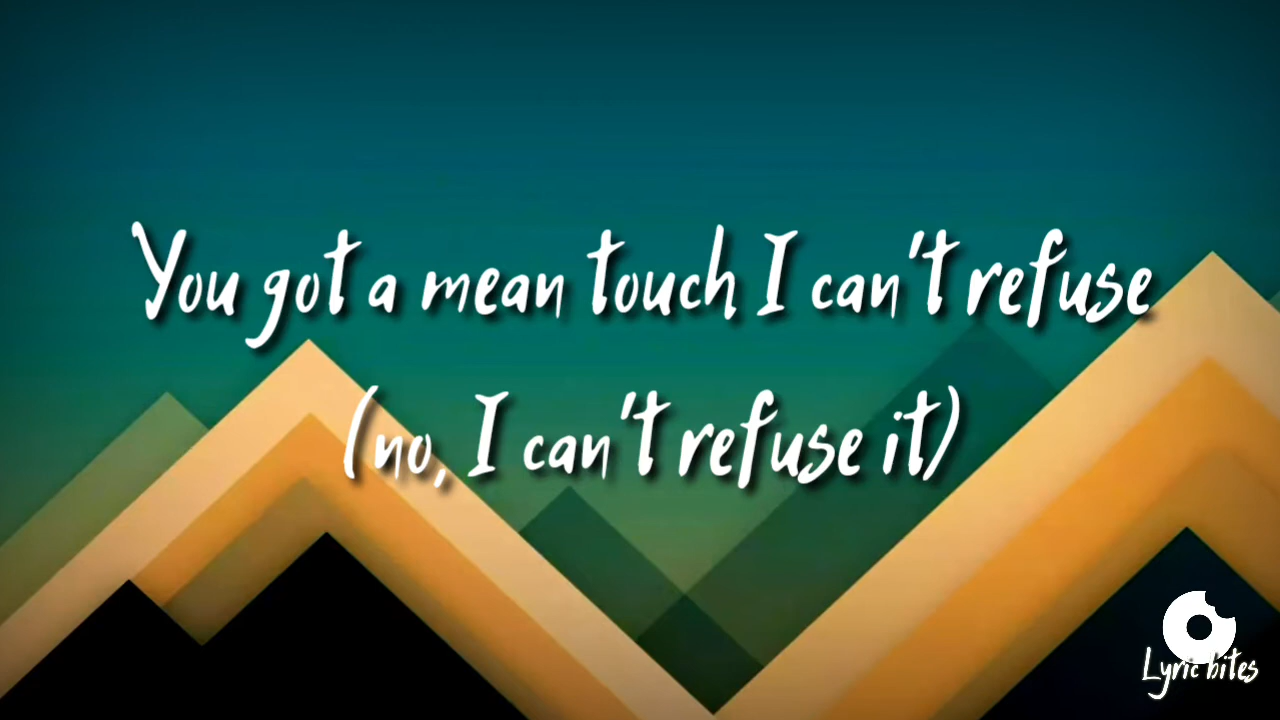 You got a mean touch I can't refuse
(no, I can't refuse it)
Lyric bites